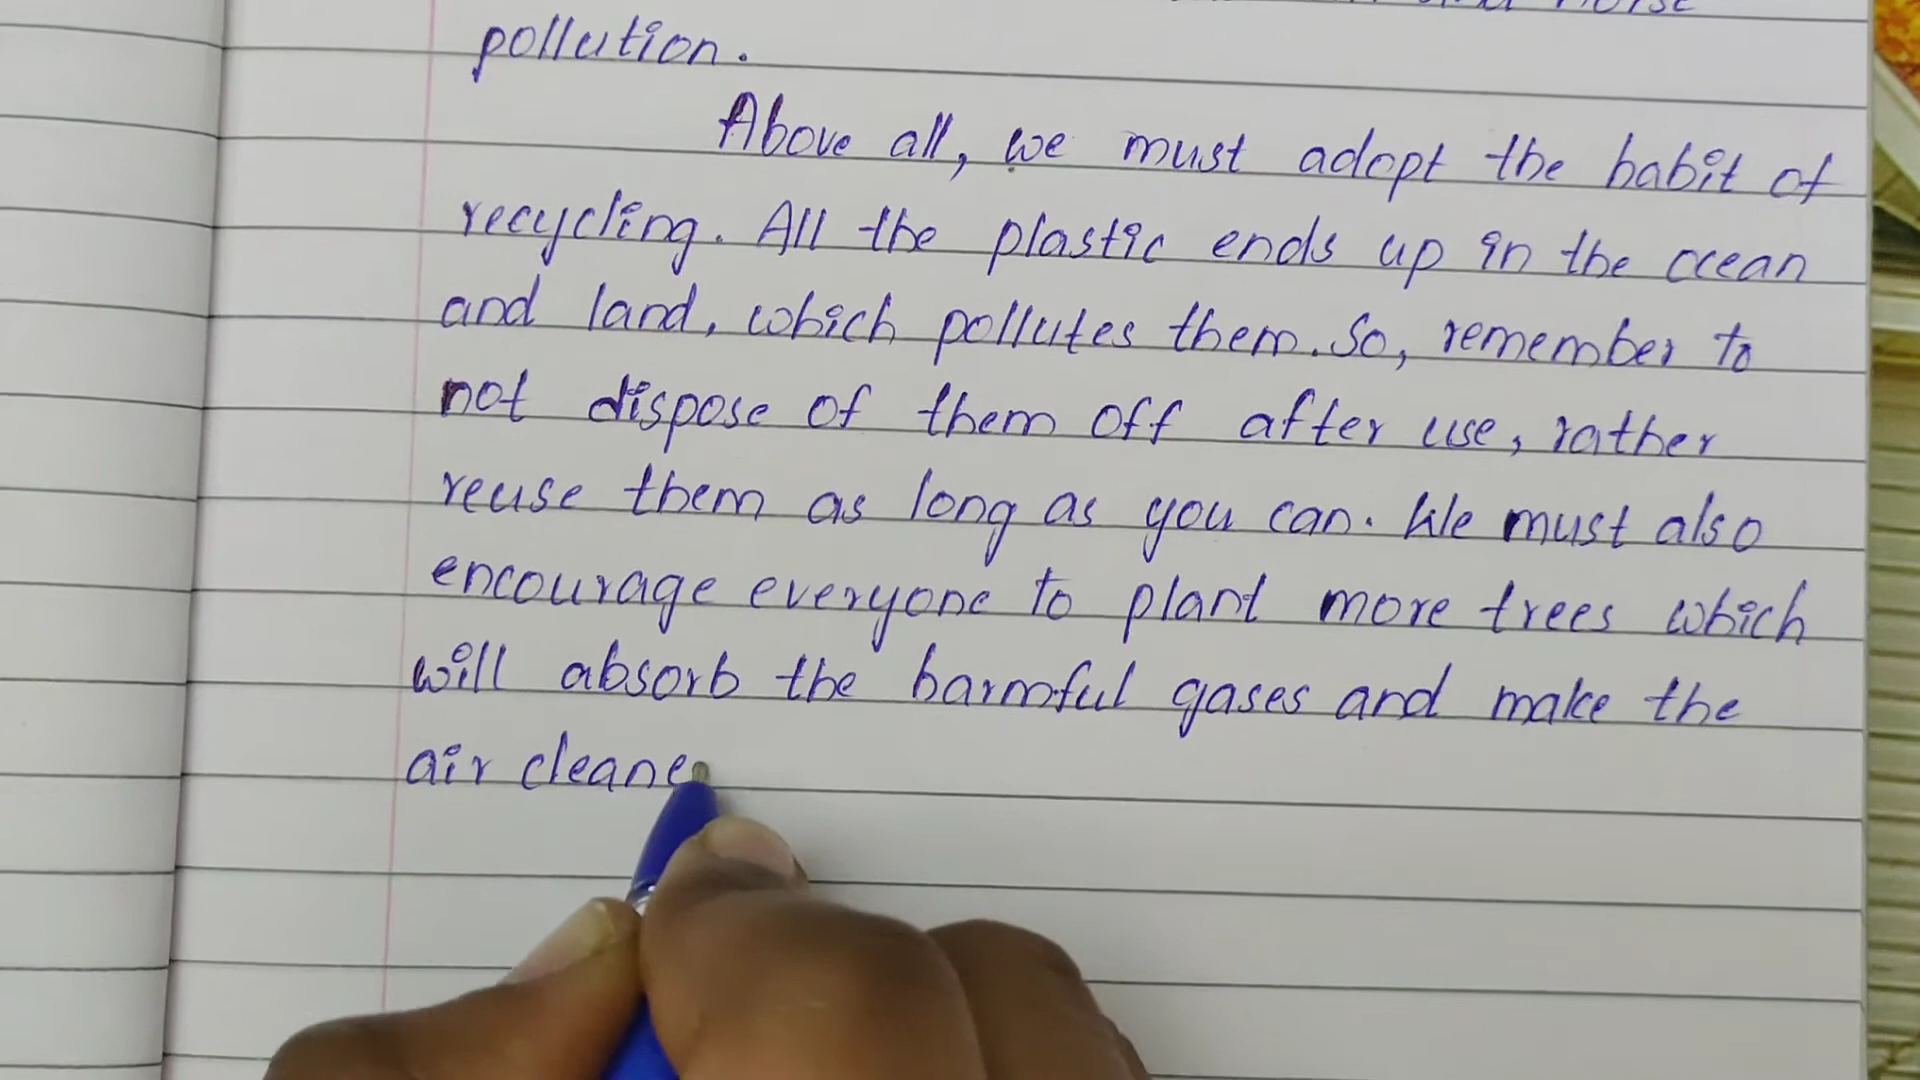 pollution.
Above all, we must adopt the habit of
recycling. All the plastic ends up in the ocean
and land, which pollutes them. So, remember to
not dispose of them off after use, rather
reuse them as long as you can. We must also
encourage everyone to plant more trees which
will absorb the harmful gases and make the
air cleane